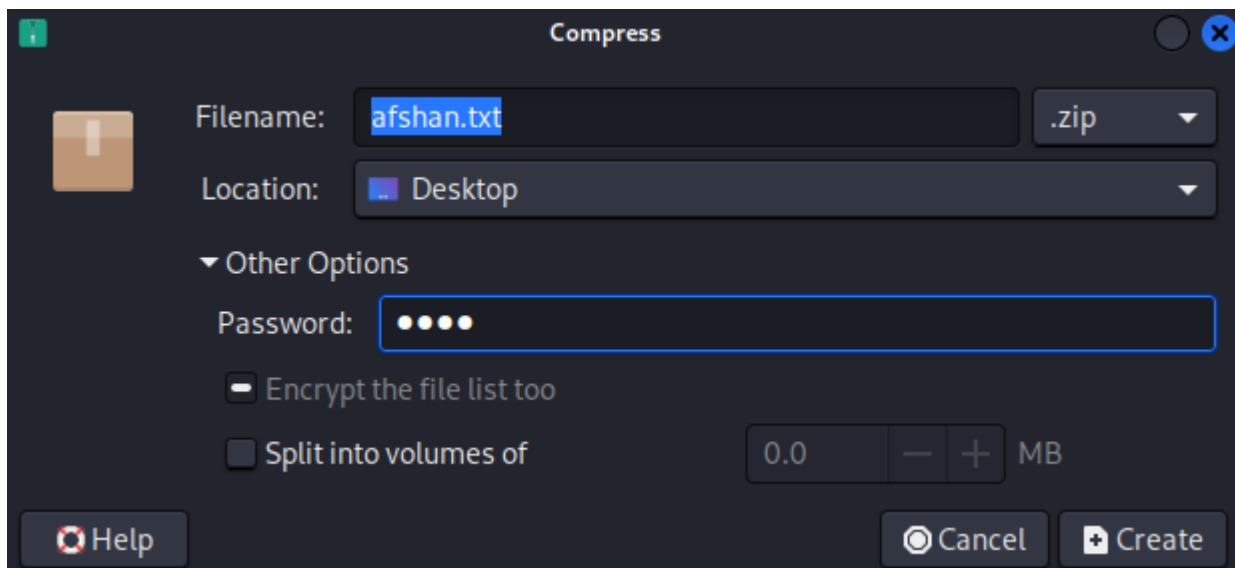 Compress
Filename: afshan.txt .zip
Location: Desktop
Other Options
Password: ••••
Encrypt the file list too
Split into volumes of 0.0 MB
Help Cancel Create